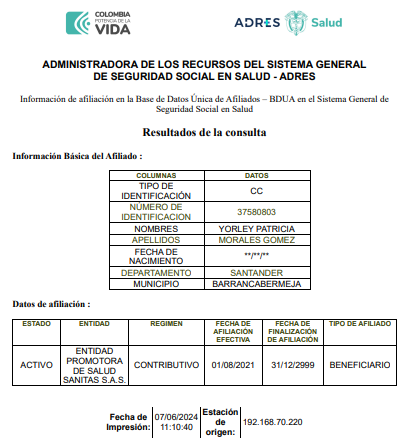 COLOMBIA
POTENCIA DE LA
VIDA
ADRES
Salud
ADMINISTRADORA DE LOS RECURSOS DEL SISTEMA GENERAL
DE SEGURIDAD SOCIAL EN SALUD - ADRES
Información de afiliación en la Base de Datos Única de Afiliados – BDUA en el Sistema General de
Seguridad Social en Salud
Resultados de la consulta
Información Básica del Afiliado :
COLUMNAS DATOS
TIPO DE
IDENTIFICACIÓN CC
NÚMERO DE
IDENTIFICACION 37580803
NOMBRES YORLEY PATRICIA
APELLIDOS MORALES GOMEZ
FECHA DE
NACIMIENTO **/**/**
DEPARTAMENTO SANTANDER
MUNICIPIO BARRANCABERMEJA
Datos de afiliación :
ESTADO ENTIDAD REGIMEN FECHA DE AFILIACIÓN EFECTIVA FECHA DE FINALIZACIÓN DE AFILIACIÓN TIPO DE AFILIADO
ACTIVO ENTIDAD PROMOTORA DE SALUD SANITAS S.A.S. CONTRIBUTIVO 01/08/2021 31/12/2999 BENEFICIARIO
Fecha de Impresión: 07/06/2024 11:10:40 Estación de origen: 192.168.70.220